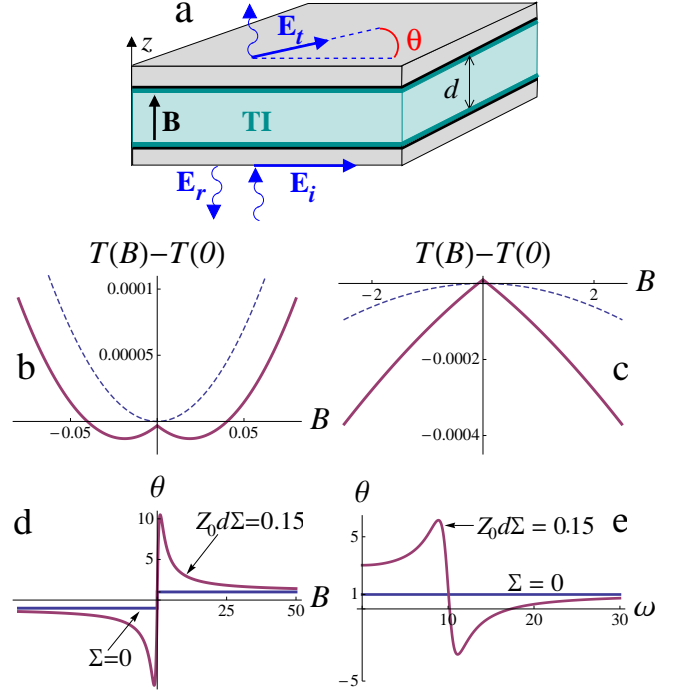 a
z
E_t
θ
B
TI
d
E_r
E_i
T(B)−T(0)
0.0001
0.00005
b
−0.05
0.05
B
T(B)−T(0)
−2
2
B
−0.0002
c
−0.0004
d
θ
10
5
Z_0dΣ=0.15
Σ=0
25
50
B
θ
e
5
Z_0dΣ = 0.15
Σ = 0
1
10
20
30
ω
−5